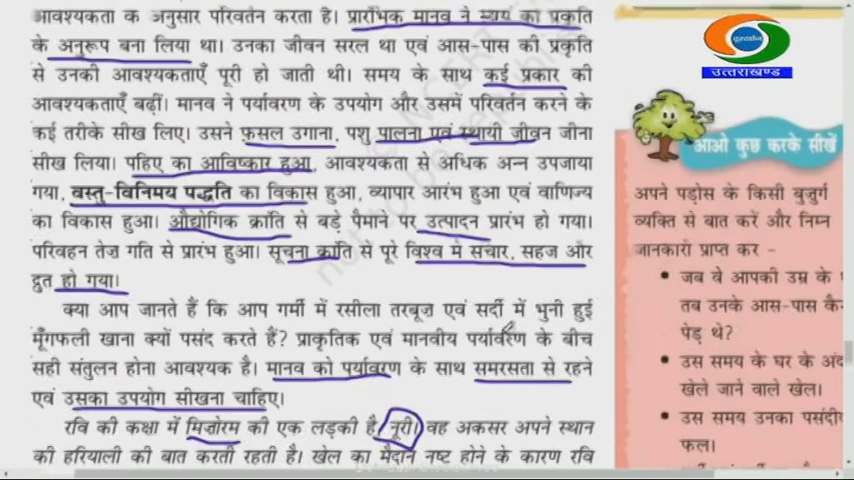 आवश्यकता के अनुसार परिवर्तन करता है। प्रारंभिक मानव ने स्वयं को प्रकृति
के अनुरूप बना लिया था। उनका जीवन सरल था एवं आस-पास की प्रकृति
से उनकी आवश्यकताएँ पूरी हो जाती थी। समय के साथ कई प्रकार की
आवश्यकताएँ बढ़ीं। मानव ने पर्यावरण के उपयोग और उसमें परिवर्तन करने के
कई तरीके सीख लिए। उसने फ़सल उगाना, पशु पालना एवं स्थायी जीवन जीना
सीख लिया। पहिए का आविष्कार हुआ, आवश्यकता से अधिक अन्न उपजाया
गया, वस्तु-विनिमय पद्धति का विकास हुआ, व्यापार आरंभ हुआ एवं वाणिज्य
का विकास हुआ। औद्योगिक क्रांति से बड़े पैमाने पर उत्पादन प्रारंभ हो गया।
परिवहन तेज़ गति से प्रारंभ हुआ। सूचना क्रांति से पूरे विश्व में संचार, सहज और
द्रुत हो गया।
क्या आप जानते हैं कि आप गर्मी में रसीला तरबूज एवं सर्दी में भुनी हुई
मूँगफली खाना क्यों पसंद करते हैं? प्राकृतिक एवं मानवीय पर्यावरण के बीच
सही संतुलन होना आवश्यक है। मानव को पर्यावरण के साथ समरसता से रहने
एवं उसका उपयोग सीखना चाहिए।
रवि की कक्षा में मिज़ोरम की एक लड़की है, नूरी। वह अकसर अपने स्थान
की हरियाली की बात करती रहती है। खेल का मैदान नष्ट होने के कारण रवि
उत्तराखण्ड
आओ कुछ करके सीखें
अपने पड़ोस के किसी बुजुर्ग
व्यक्ति से बात करें और निम्न
जानकारी प्राप्त करें -
• जब वे आपकी उम्र के
तब उनके आस-पास
पेड़ थे?
• उस समय के घर के
खेले जाने वाले खेल।
• उस समय उनका
फल।